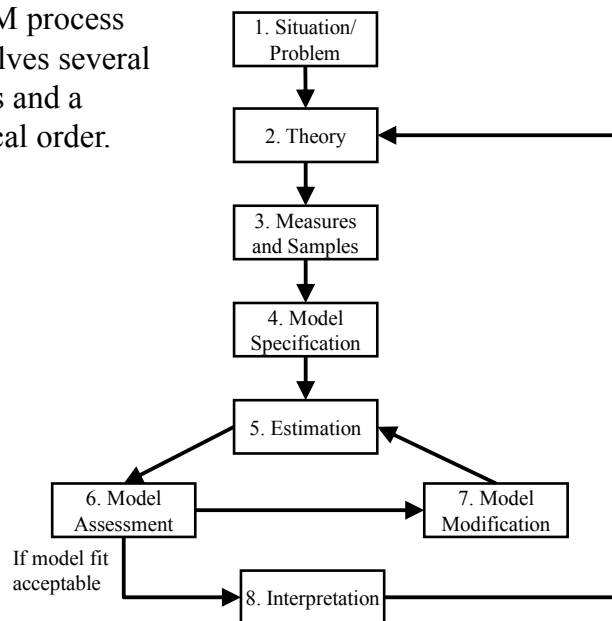 M process
lves several
s and a
cal order.
1. Situation/
Problem
2. Theory
3. Measures
and Samples
4. Model
Specification
5. Estimation
6. Model
Assessment
7. Model
Modification
If model fit
acceptable
8. Interpretation